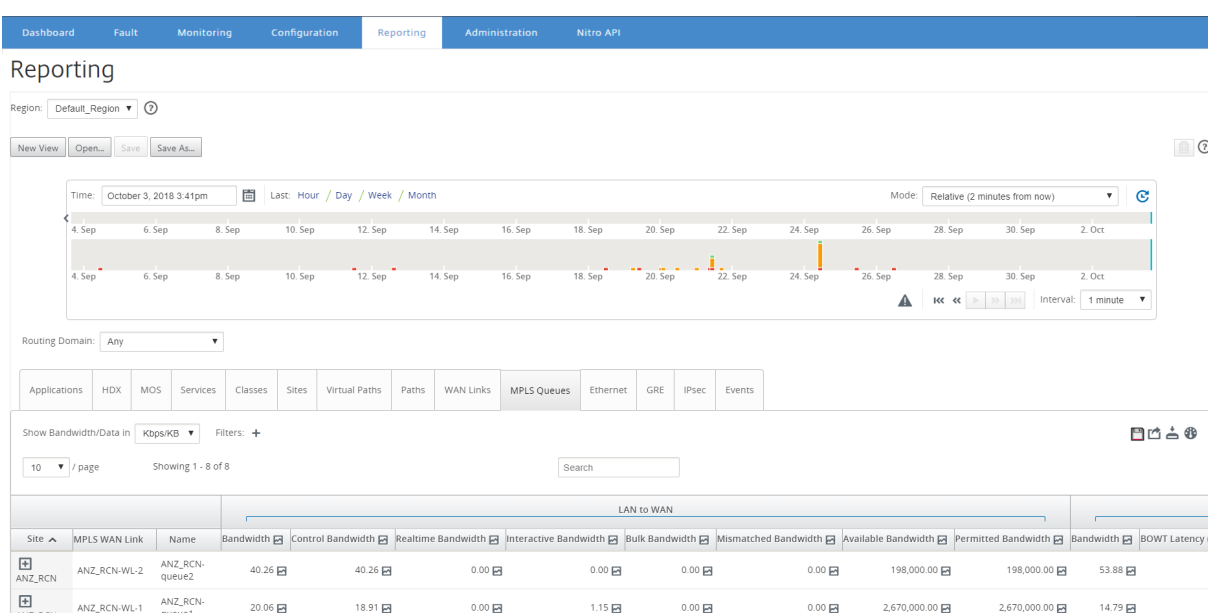 Dashboard Fault Monitoring Configuration Reporting Administration Nitro API
Reporting
Region: Default_Region
New View Open... Save Save As...
Time: October 3, 2018 3:41pm Last: Hour / Day / Week / Month Mode: Relative (2 minutes from now)
4. Sep 6. Sep 8. Sep 10. Sep 12. Sep 14. Sep 16. Sep 18. Sep 20. Sep 22. Sep 24. Sep 26. Sep 28. Sep 30. Sep 2. Oct
4. Sep 6. Sep 8. Sep 10. Sep 12. Sep 14. Sep 16. Sep 18. Sep 20. Sep 22. Sep 24. Sep 26. Sep 28. Sep 30. Sep 2. Oct
Interval: 1 minute
Routing Domain: Any
Applications HDX MOS Services Classes Sites Virtual Paths Paths WAN Links MPLS Queues Ethernet GRE IPsec Events
Show Bandwidth/Data in Kbps/KB Filters: +
10 / page Showing 1 - 8 of 8 Search
LAN to WAN
Site MPLS WAN Link Name Bandwidth Control Bandwidth Realtime Bandwidth Interactive Bandwidth Bulk Bandwidth Mismatched Bandwidth Available Bandwidth Permitted Bandwidth Bandwidth BOWT Latency
ANZ_RCN ANZ_RCN-WL-2 ANZ_RCN-queue2 40.26 40.26 0.00 0.00 0.00 0.00 198,000.00 198,000.00 53.88
ANZ_RCN-WL-1 ANZ_RCN- 20.06 18.91 0.00 1.15 0.00 0.00 2,670,000.00 2,670,000.00 14.79